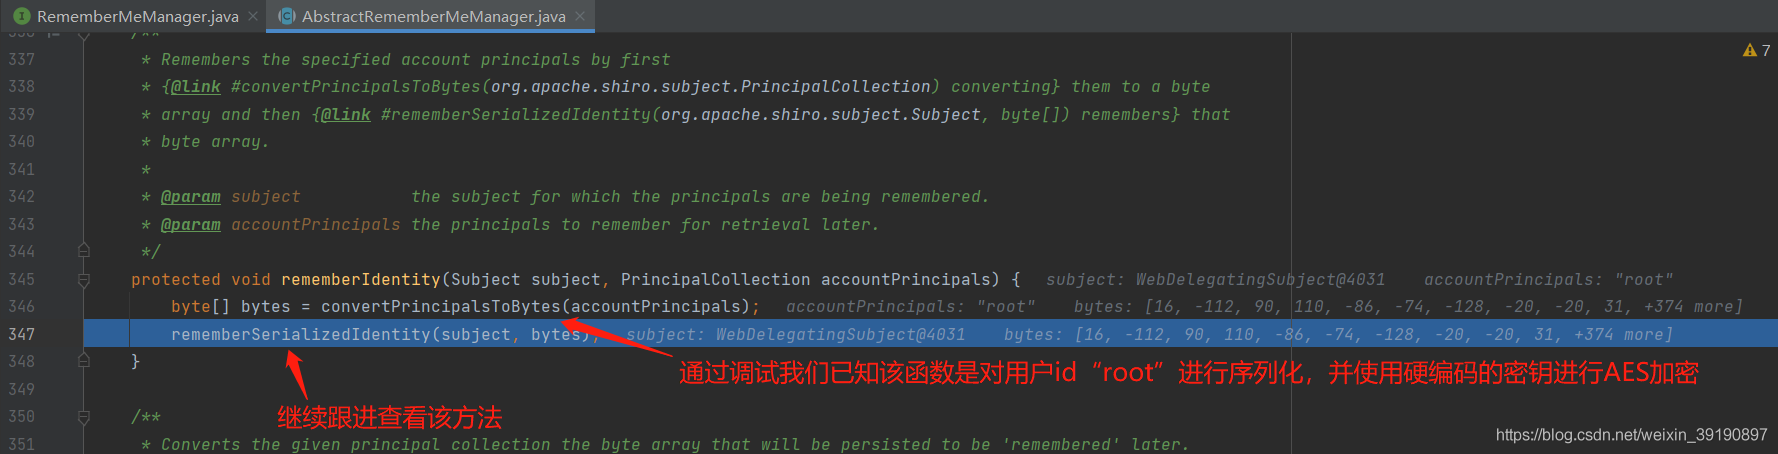 RememberMeManager.java
AbstractRememberMeManager.java
/**
337 * Remembers the specified account principals by first
7
338 * {@link #convertPrincipalsToBytes(org.apache.shiro.subject.PrincipalCollection) converting} them to a byte
339 * array and then {@link #rememberSerializedIdentity(org.apache.shiro.subject.Subject, byte[]) remembers} that
340 * byte array.
341 *
342 * @param subject the subject for which the principals are being remembered.
343 * @param accountPrincipals the principals to remember for retrieval later.
344 */
345 protected void rememberIdentity(Subject subject, PrincipalCollection accountPrincipals) { subject: WebDelegatingSubject@4031 accountPrincipals: "root"
346 byte[] bytes = convertPrincipalsToBytes(accountPrincipals); accountPrincipals: "root" bytes: [16, -112, 90, 110, -86, -74, -128, -20, -20, 31, +374 more]
347 rememberSerializedIdentity(subject, bytes); subject: WebDelegatingSubject@4031 bytes: [16, -112, 90, 110, -86, -74, -128, -20, -20, 31, +374 more]
348 }
通过调试我们已知该函数是对用户id“root”进行序列化，并使用硬编码的密钥进行AES加密
349
继续跟进查看该方法
350 /**
351 * Converts the given principal collection the byte array that will be persisted to be 'remembered' later.
https://blog.csdn.net/weixin_39190897